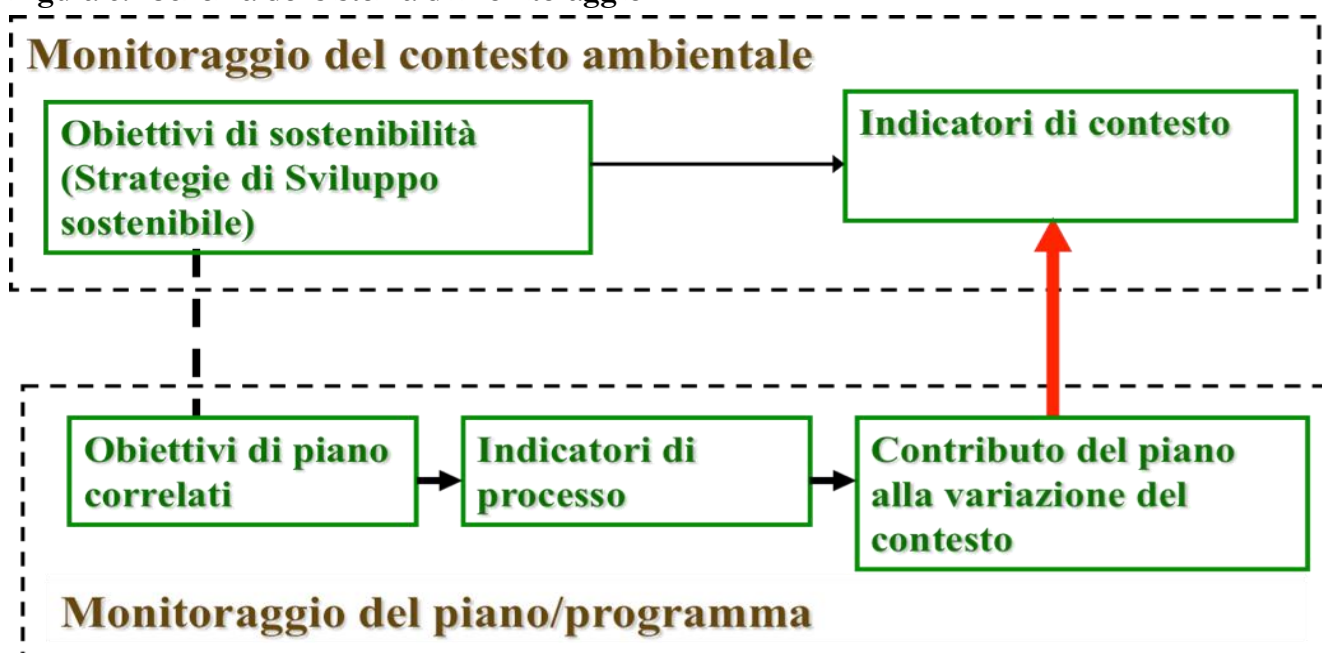 Monitoraggio del contesto ambientale
Obiettivi di sostenibilità
(Strategie di Sviluppo
sostenibile)
Indicatori di contesto
Obiettivi di piano
correlati
Indicatori di
processo
Contributo del piano
alla variazione del
contesto
Monitoraggio del piano/programma